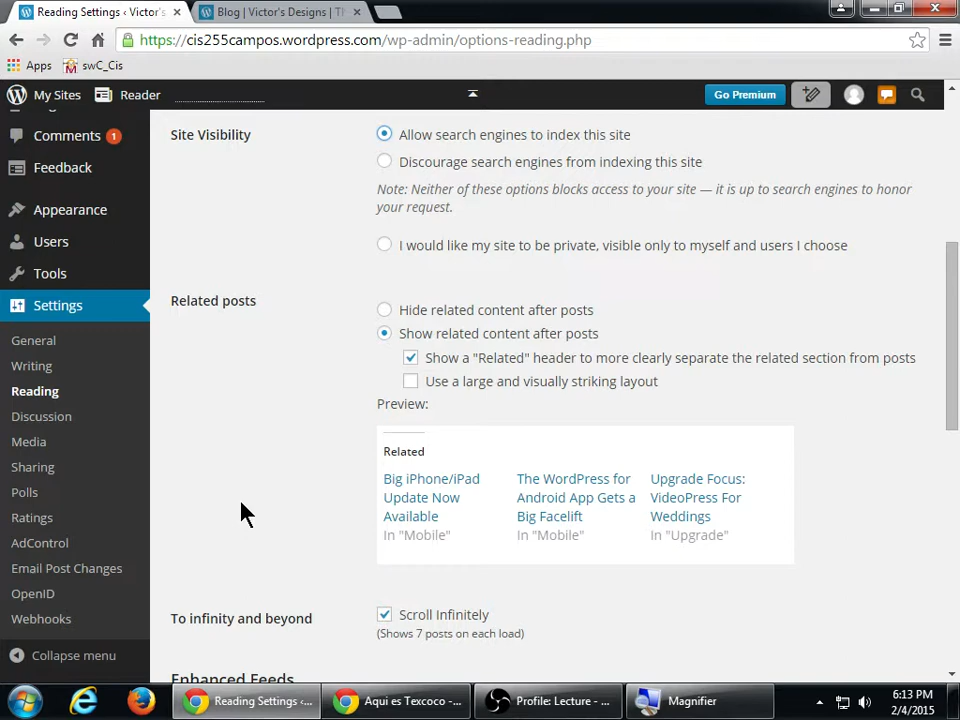 Reading Settings ‹ Victor's
Blog | Victor's Designs | Th
https://cis255campos.wordpress.com/wp-admin/options-reading.php
Apps
swC_Cis
My Sites
Reader
Go Premium
Comments 1
Feedback
Appearance
Users
Tools
Settings
General
Writing
Reading
Discussion
Media
Sharing
Polls
Ratings
AdControl
Email Post Changes
OpenID
Webhooks
Collapse menu
Site Visibility
Allow search engines to index this site
Discourage search engines from indexing this site
Note: Neither of these options blocks access to your site — it is up to search engines to honor
your request.
I would like my site to be private, visible only to myself and users I choose
Related posts
Hide related content after posts
Show related content after posts
Show a "Related" header to more clearly separate the related section from posts
Use a large and visually striking layout
Preview:
Related
Big iPhone/iPad
Update Now
Available
In "Mobile"
The WordPress for
Android App Gets a
Big Facelift
In "Mobile"
Upgrade Focus:
VideoPress For
Weddings
In "Upgrade"
To infinity and beyond
Scroll Infinitely
(Shows 7 posts on each load)
Enhanced Feeds
Reading Settings ‹...
Aqui es Texcoco -...
Profile: Lecture - ...
Magnifier
6:13 PM
2/4/2015